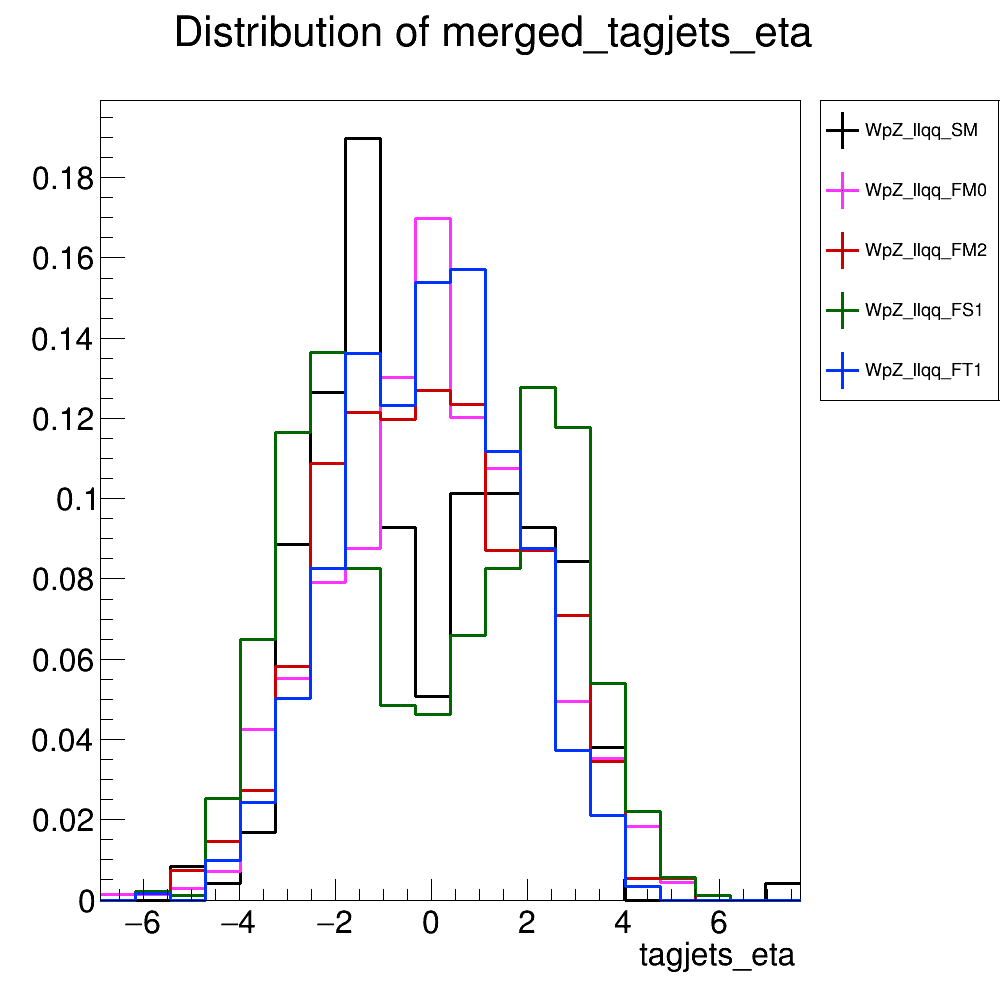 Distribution of merged_tagjets_eta
WpZ_llqq_SM
WpZ_llqq_FM0
WpZ_llqq_FM2
WpZ_llqq_FS1
WpZ_llqq_FT1
0.18
0.16
0.14
0.12
0.1
0.08
0.06
0.04
0.02
0
−6 −4 −2 0 2 4 6
tagjets_eta